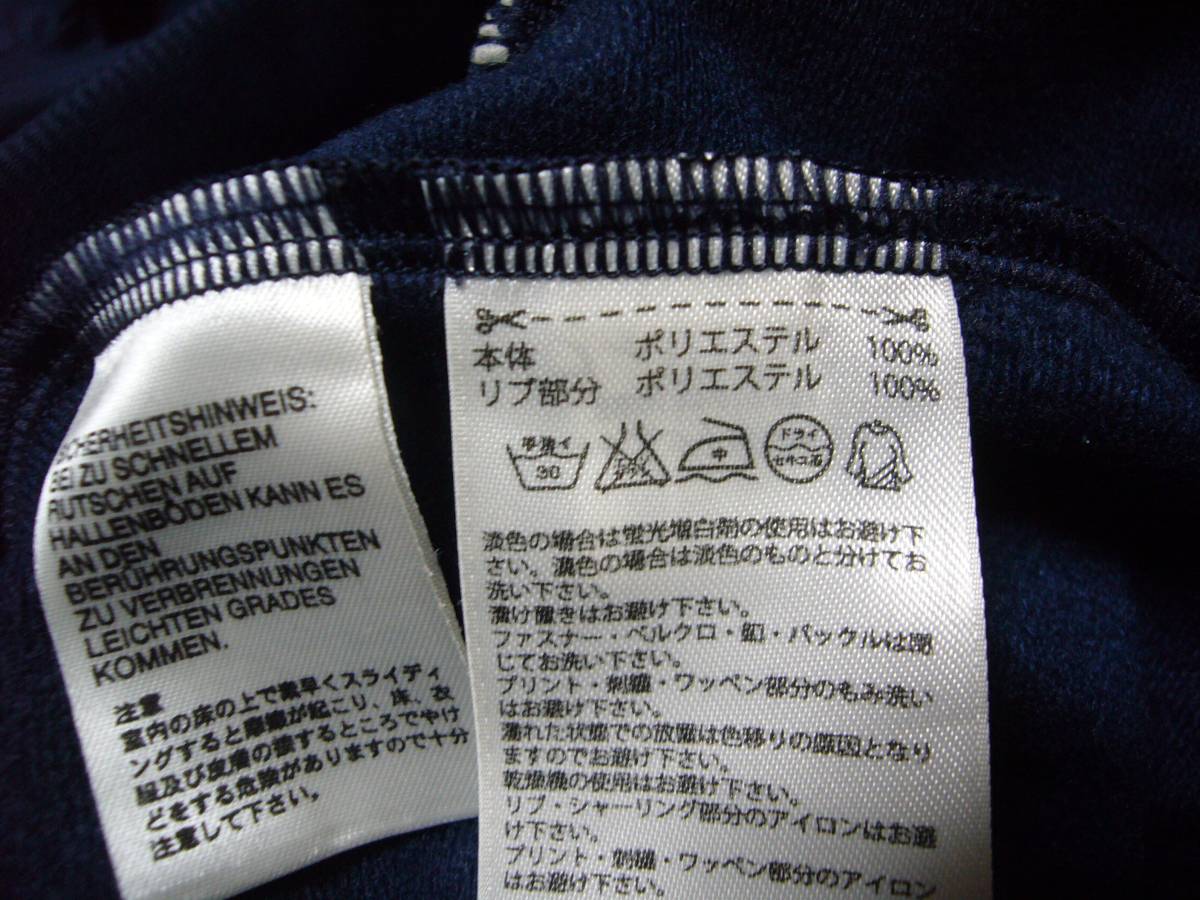 SICHERHEITSHINWEIS:
BEI ZU SCHNELLEM
RUTSCHEN AUF
HALLENBÖDEN KANN ES
AN DEN
BERÜHRUNGSPUNKTEN
ZU VERBRENNUNGEN
LEICHTEN GRADES
KOMMEN.
注意
室内の床の上で素早くスライディ
ングすると摩擦が起こり、床、衣
服及び皮膚の接するところでやけ
どをする危険がありますので十分
注意して下さい。
本体 ポリエステル 100%
リブ部分 ポリエステル 100%
手洗イ
30
中
ドライ
セキユ系
淡色の場合は蛍光増白剤の使用はお避け下
さい。濃色の場合は淡色のものと分けてお
洗い下さい。
漬け置きはお避け下さい。
ファスナー・ベルクロ・釦・バックルは閉
じてお洗い下さい。
プリント・刺繍・ワッペン部分のもみ洗い
はお避け下さい。
濡れた状態での放置は色移りの原因となり
ますのでお避け下さい。
乾燥機の使用はお避け下さい。
リブ・シャーリング部分のアイロンはお避
け下さい。
プリント・刺繍・ワッペン部分のアイロン
はお避け下さい。